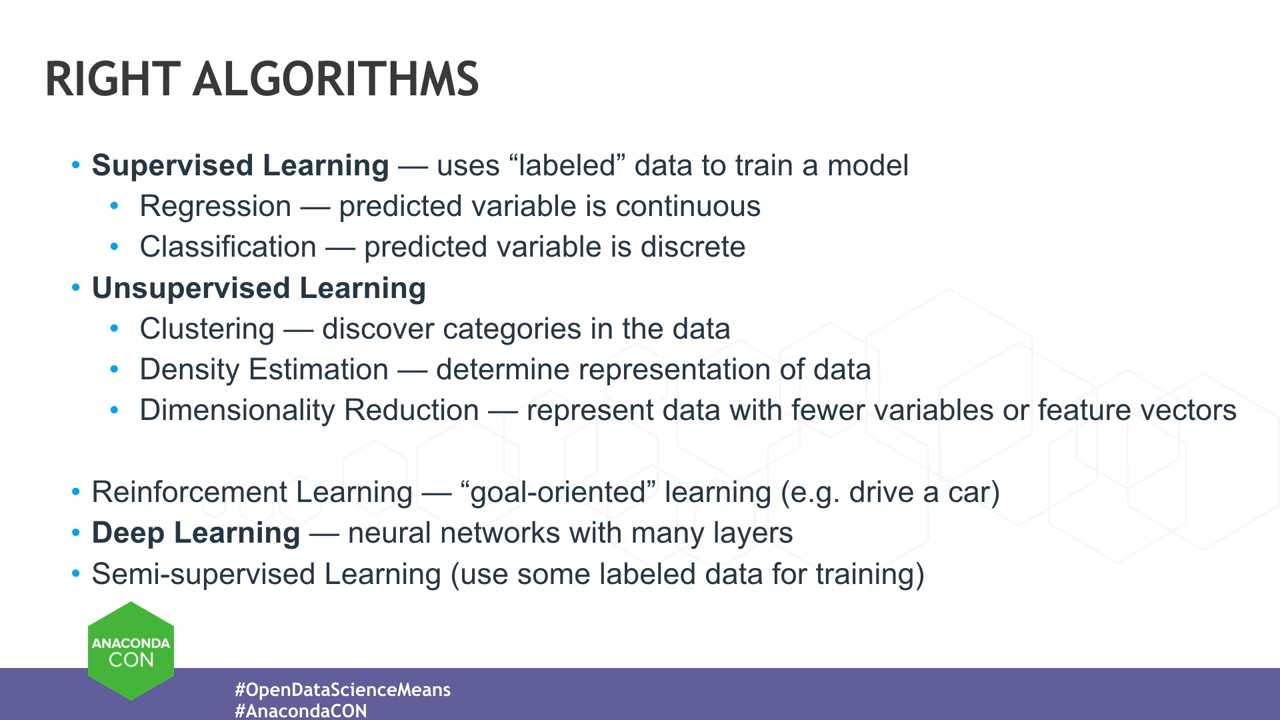 RIGHT ALGORITHMS
• Supervised Learning — uses “labeled” data to train a model
• Regression — predicted variable is continuous
• Classification — predicted variable is discrete
• Unsupervised Learning
• Clustering — discover categories in the data
• Density Estimation — determine representation of data
• Dimensionality Reduction — represent data with fewer variables or feature vectors
• Reinforcement Learning — “goal-oriented” learning (e.g. drive a car)
• Deep Learning — neural networks with many layers
• Semi-supervised Learning (use some labeled data for training)
ANACONDA
CON
#OpenDataScienceMeans
#AnacondaCON